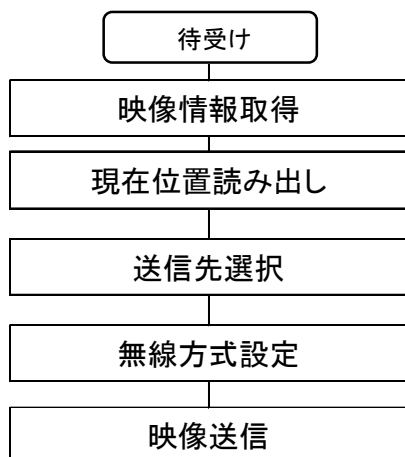 待受け
映像情報取得
現在位置読み出し
送信先選択
無線方式設定
映像送信